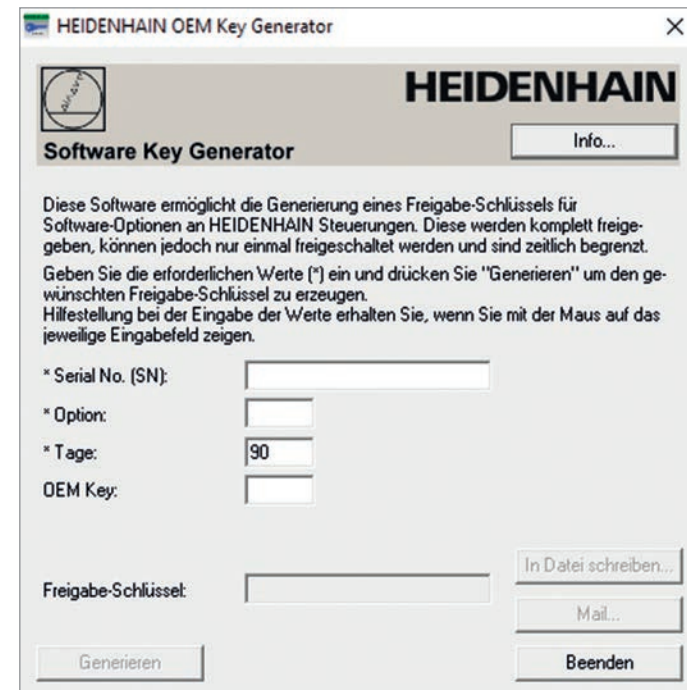 HEIDENHAIN OEM Key Generator
HEIDENHAIN
Software Key Generator
Info...
Diese Software ermöglicht die Generierung eines Freigabe-Schlüssels für
Software-Optionen an HEIDENHAIN Steuerungen. Diese werden komplett freige-
geben, können jedoch nur einmal freigeschaltet werden und sind zeitlich begrenzt.
Geben Sie die erforderlichen Werte (*) ein und drücken Sie "Generieren" um den ge-
wünschten Freigabe-Schlüssel zu erzeugen.
Hilfestellung bei der Eingabe der Werte erhalten Sie, wenn Sie mit der Maus auf das
jeweilige Eingabefeld zeigen.
* Serial No. (SN):
* Option:
* Tage: 90
OEM Key:
In Datei schreiben...
Freigabe-Schlüssel:
Mail...
Generieren
Beenden